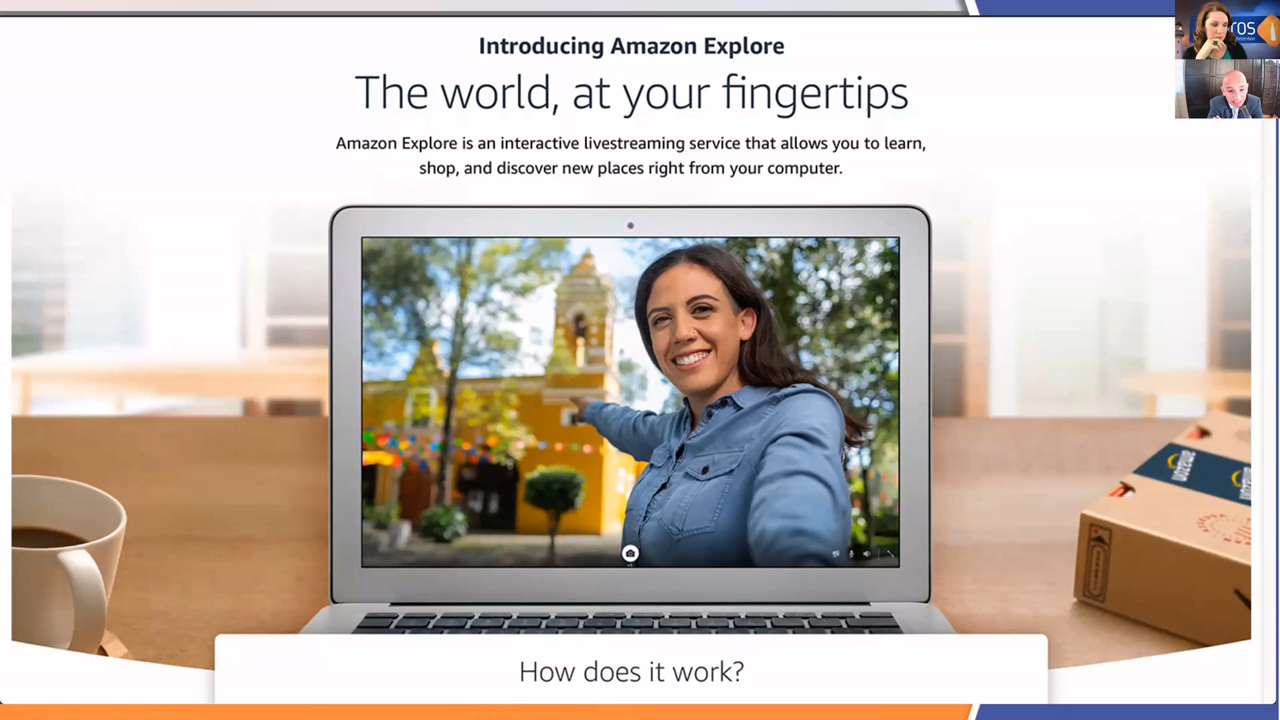 Introducing Amazon Explore
The world, at your fingertips
Amazon Explore is an interactive livestreaming service that allows you to learn,
shop, and discover new places right from your computer.
amazon
How does it work?